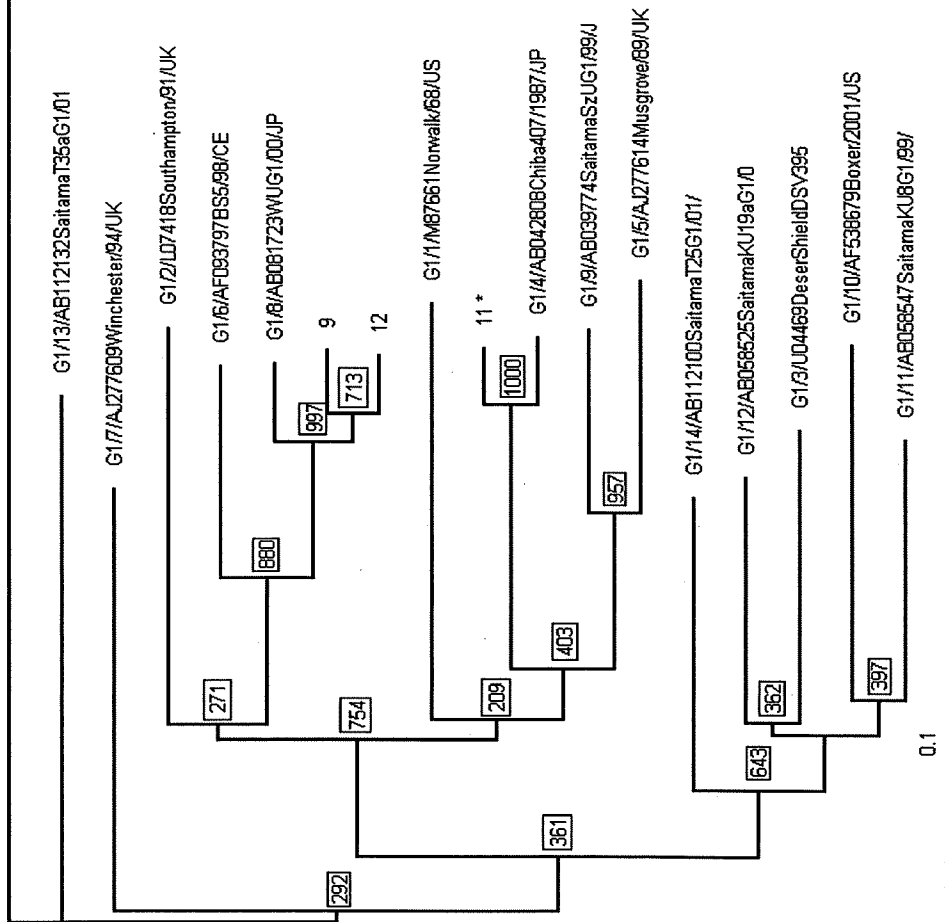 G1/13/AB112132SaitamaT35aG1/01
G1/7/AJ277609Winchester/94/UK
G1/2/L07418Southampton/91/UK
G1/6/AF093797BS5/98/CE
G1/8/AB081723WUG1/00/JP
9
12
G1/1/M87661Norwalk/68/US
11 *
G1/4/AB042808Chiba407/1987/JP
G1/9/AB039774SaitamaSzUG1/99/J
G1/5/AJ277614Musgrove/89/UK
G1/14/AB112100SaitamaT25G1/01/
G1/12/AB058525SaitamaKU19aG1/0
G1/3/U04469DeserShieldDSV395
G1/10/AF538679Boxer/2001/US
G1/11/AB058547SaitamaKU8G1/99/
713
997
880
271
1000
957
403
209
754
362
397
643
361
292
0.1